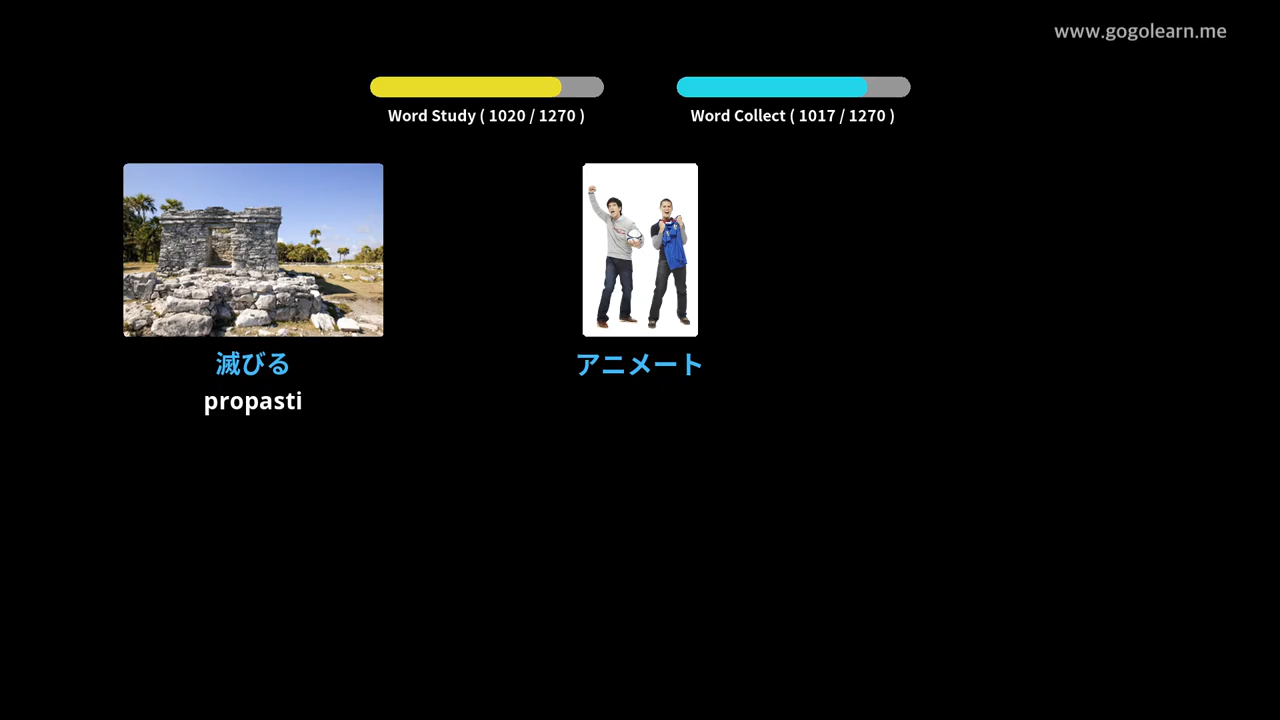 www.gogolearn.me
Word Study ( 1020 / 1270 )
Word Collect ( 1017 / 1270 )
滅びる
propasti
アニメート